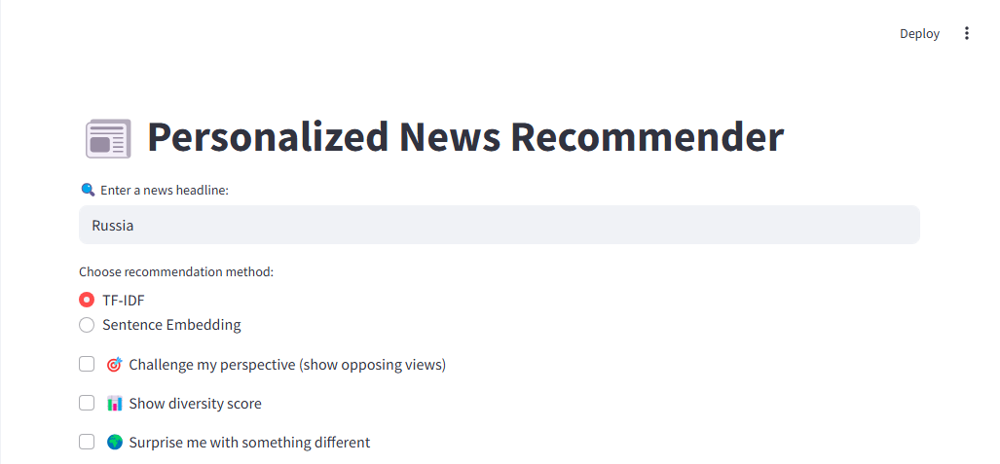 Deploy
Personalized News Recommender
Enter a news headline:
Russia
Choose recommendation method:
TF-IDF
Sentence Embedding
Challenge my perspective (show opposing views)
Show diversity score
Surprise me with something different